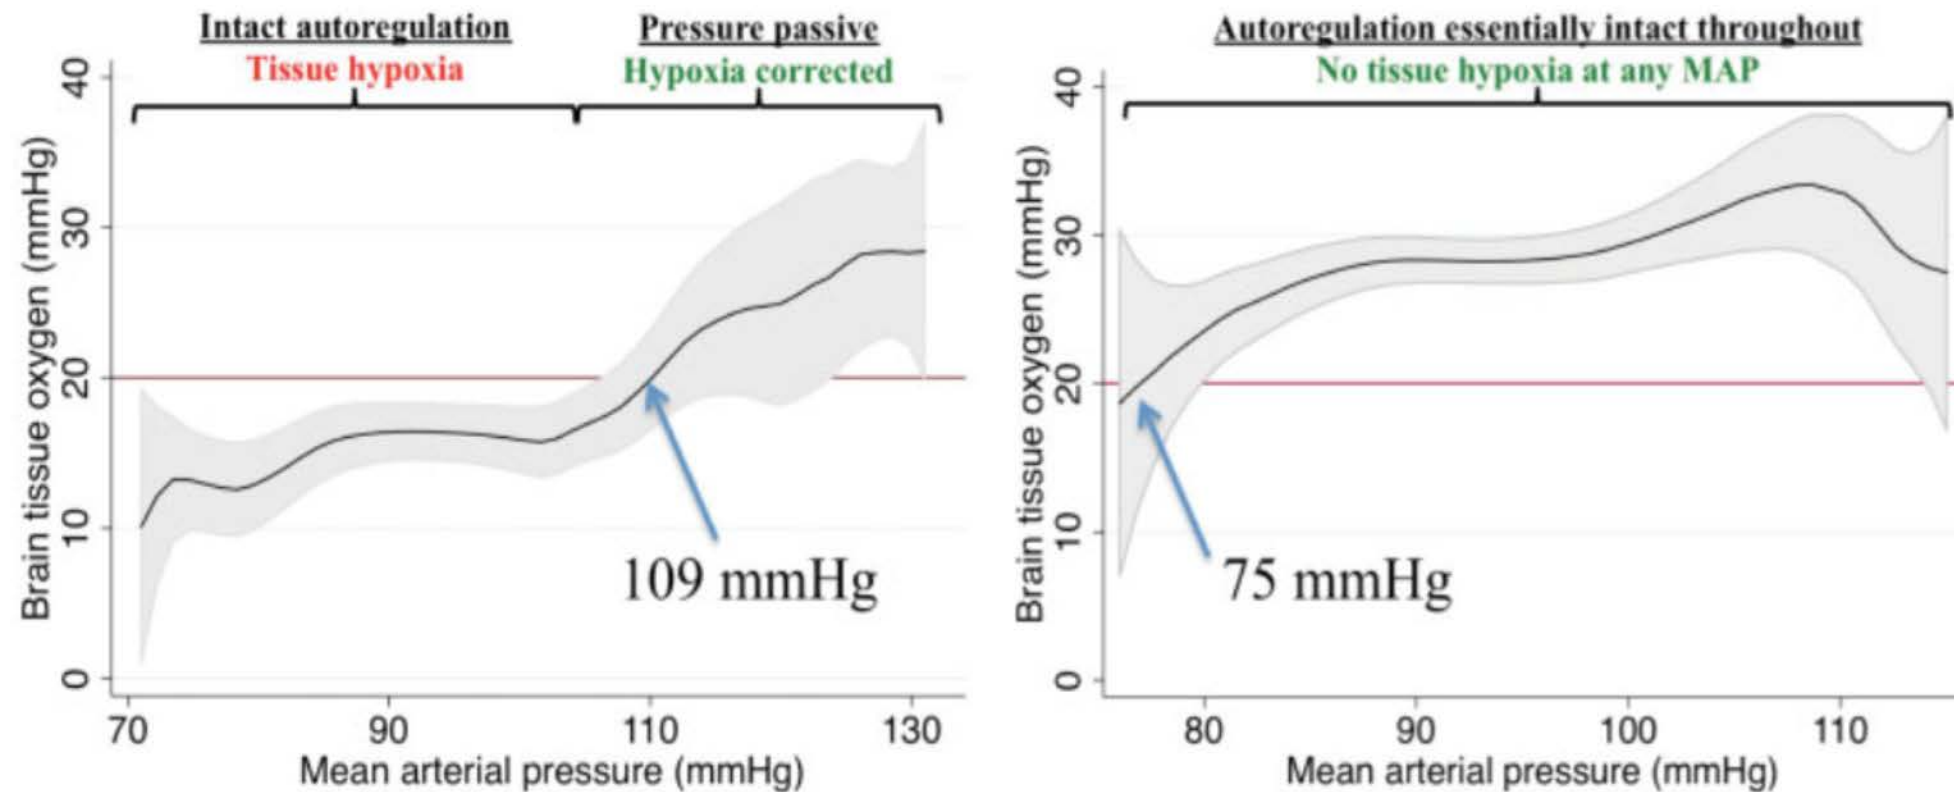 Intact autoregulation
Tissue hypoxia
Pressure passive
Hypoxia corrected
Brain tissue oxygen (mmHg)
40
30
20
10
0
109 mmHg
70
90
110
130
Mean arterial pressure (mmHg)
Autoregulation essentially intact throughout
No tissue hypoxia at any MAP
Brain tissue oxygen (mmHg)
40
30
20
10
0
75 mmHg
80
90
100
110
Mean arterial pressure (mmHg)